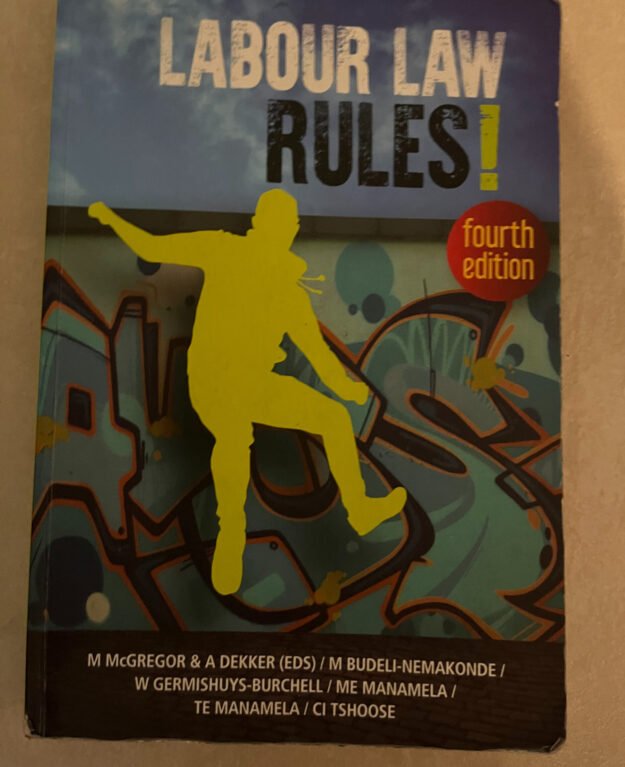 LABOUR LAW
RULES!
fourth
edition
M McGREGOR & A DEKKER (EDS) / M BUDELI-NEMAKONDE /
W GERMISHUYS-BURCHELL / ME MANAMELA /
TE MANAMELA / CI TSHOOSE